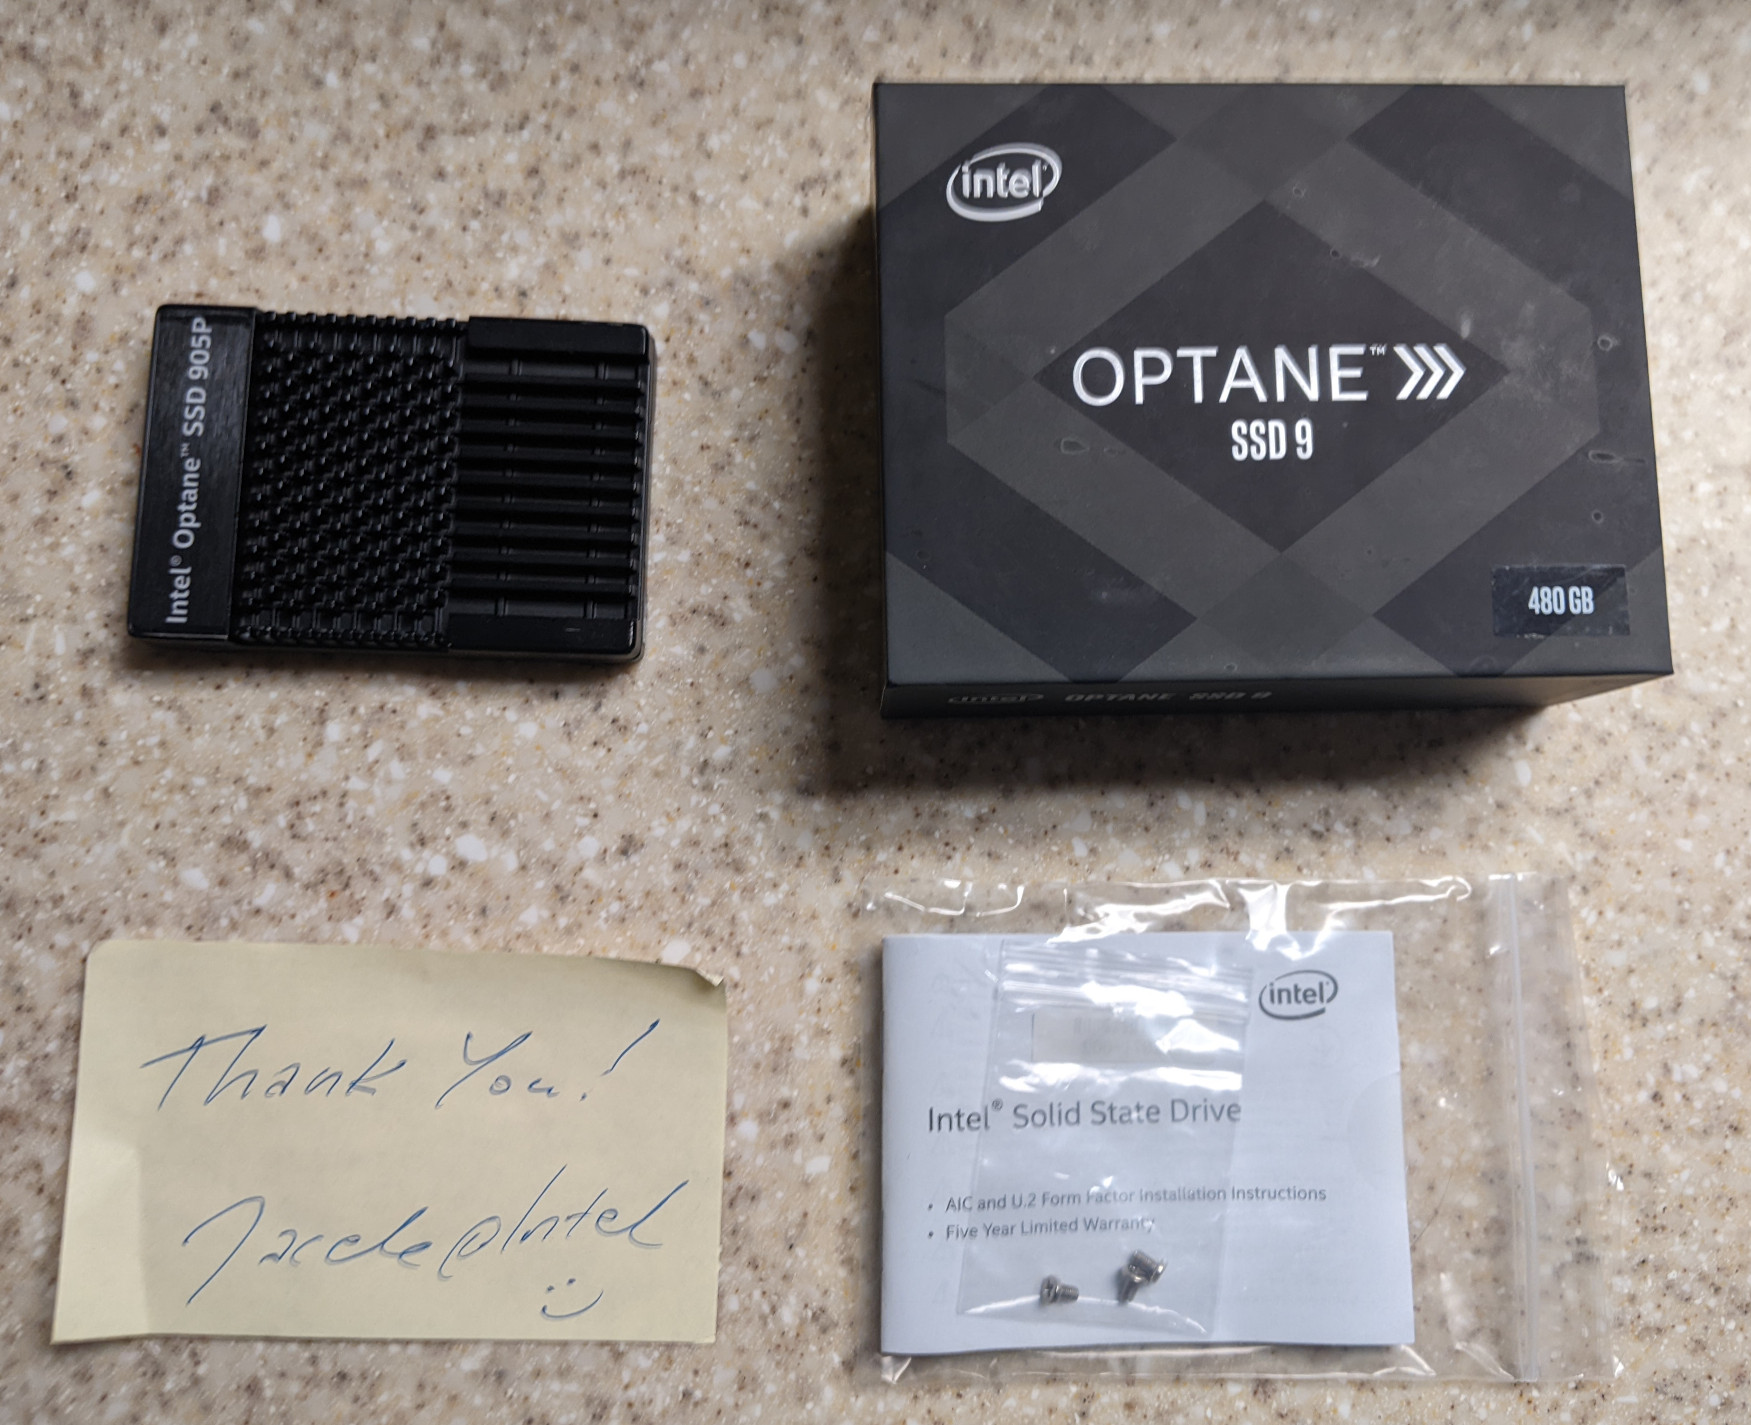 Intel® Optane™ SSD 905P
intel
OPTANE™
SSD 9
480 GB
intel OPTANE SSD 9
Thank You!
@Intel
intel
Intel® Solid State Drive
• AIC and U.2 Form Factor Installation Instructions
• Five Year Limited Warranty